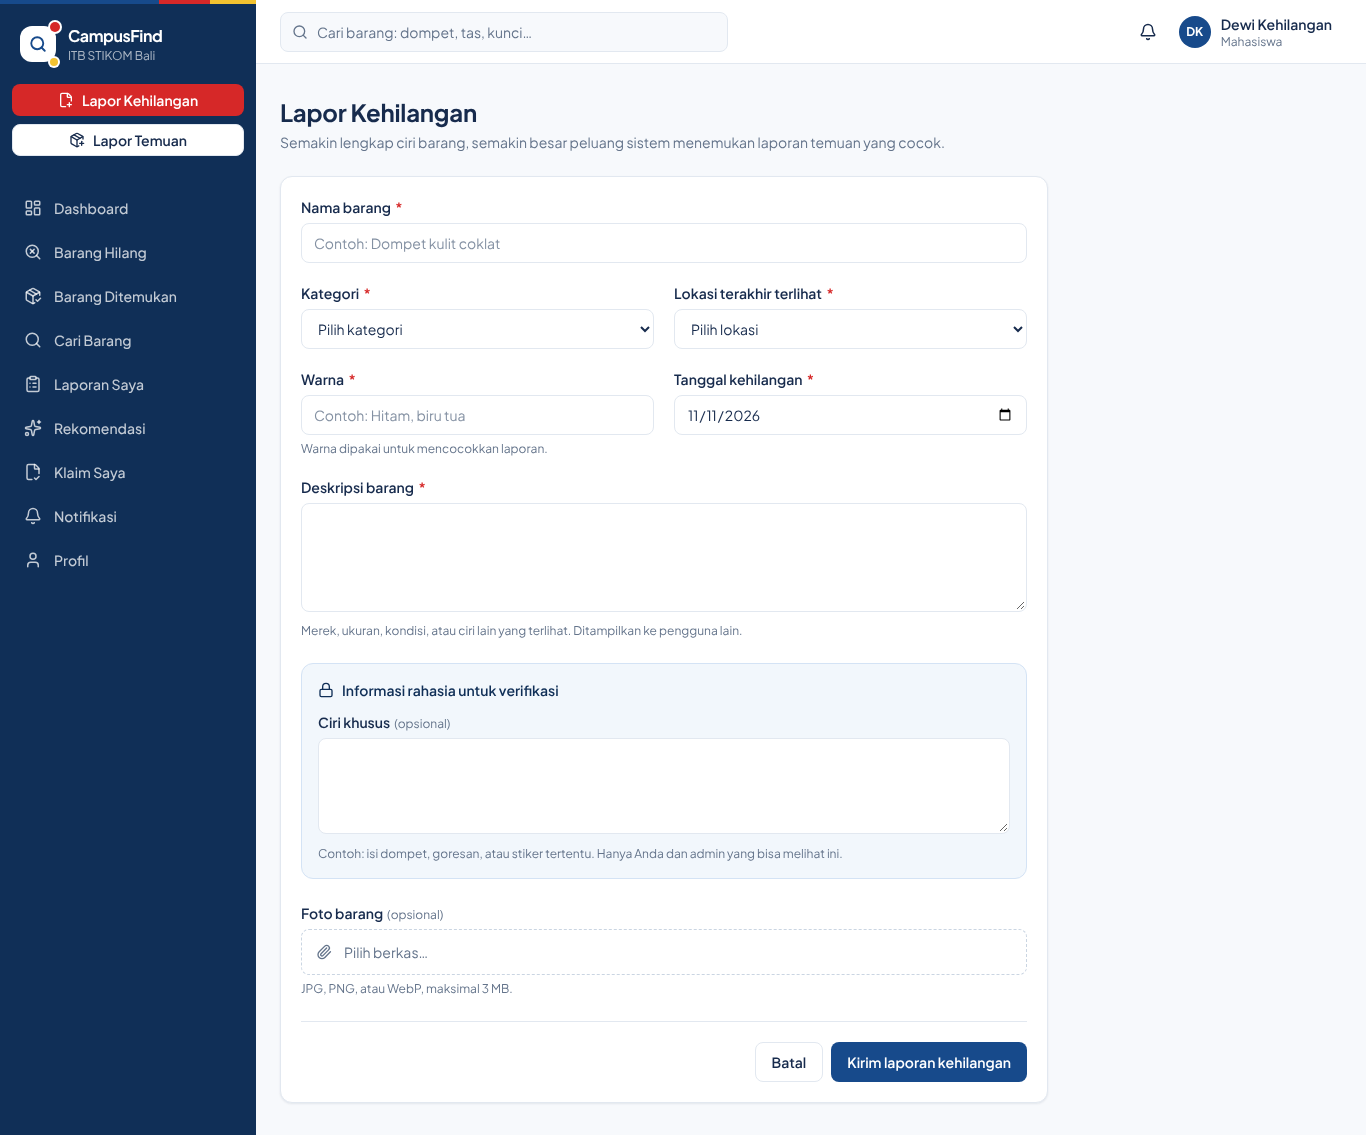 CampusFind
ITB STIKOM Bali
Lapor Kehilangan
Lapor Temuan
Dashboard
Barang Hilang
Barang Ditemukan
Cari Barang
Laporan Saya
Rekomendasi
Klaim Saya
Notifikasi
Profil
Cari barang: dompet, tas, kunci...
DK
Dewi Kehilangan
Mahasiswa
Lapor Kehilangan
Semakin lengkap ciri barang, semakin besar peluang sistem menemukan laporan temuan yang cocok.
Nama barang *
Contoh: Dompet kulit coklat
Kategori *
Pilih kategori
Lokasi terakhir terlihat *
Pilih lokasi
Warna *
Contoh: Hitam, biru tua
Warna dipakai untuk mencocokkan laporan.
Tanggal kehilangan *
11/11/2026
Deskripsi barang *
Merek, ukuran, kondisi, atau ciri lain yang terlihat. Ditampilkan ke pengguna lain.
Informasi rahasia untuk verifikasi
Ciri khusus (opsional)
Contoh: isi dompet, goresan, atau stiker tertentu. Hanya Anda dan admin yang bisa melihat ini.
Foto barang (opsional)
Pilih berkas...
JPG, PNG, atau WebP, maksimal 3 MB.
Batal
Kirim laporan kehilangan